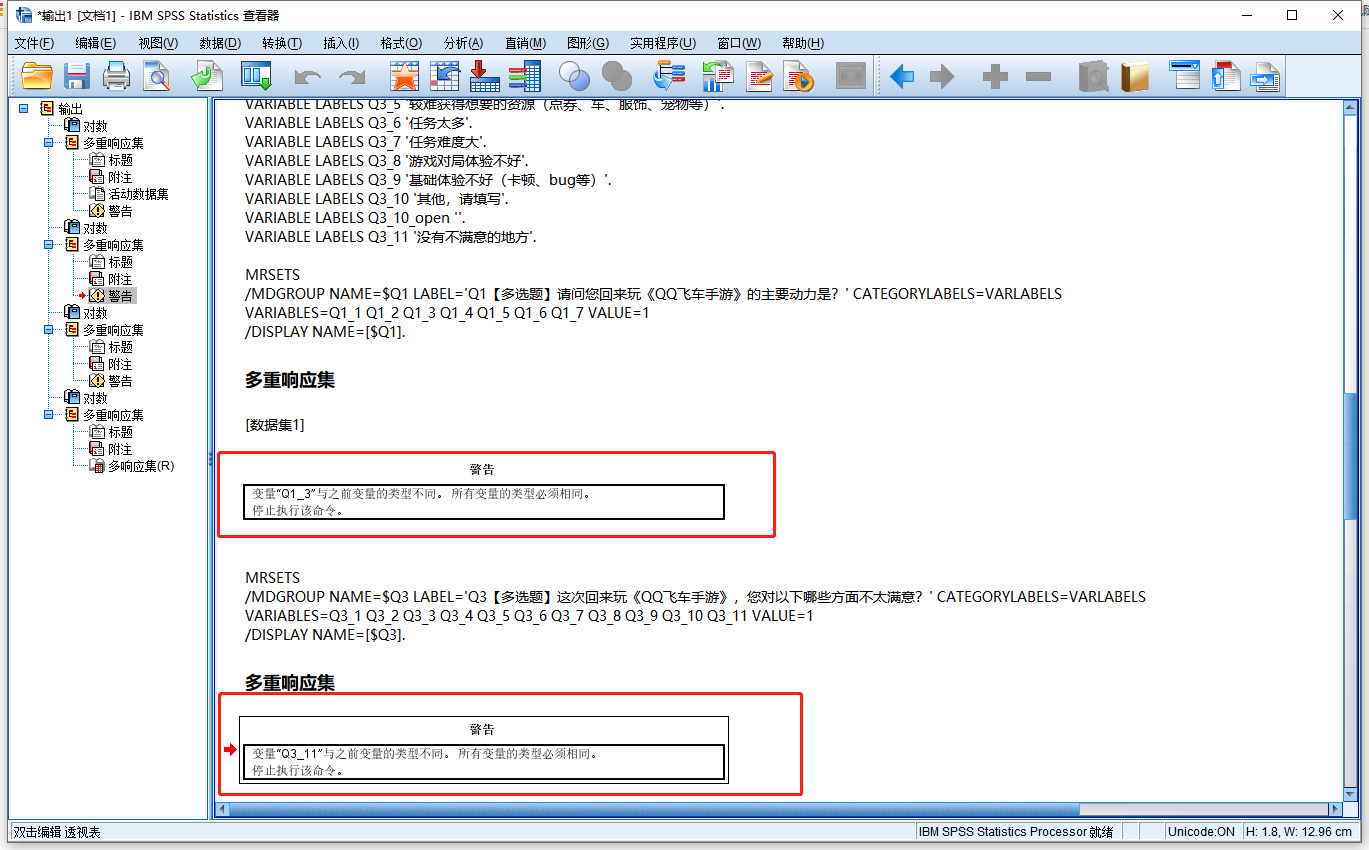 *输出1 [文档1] - IBM SPSS Statistics 查看器
文件(F) 编辑(E) 视图(V) 数据(D) 转换(T) 插入(I) 格式(O) 分析(A) 直销(M) 图形(G) 实用程序(U) 窗口(W) 帮助(H)
输出
对数
多重响应集
标题
附注
活动数据集
警告
对数
多重响应集
标题
附注
警告
对数
多重响应集
标题
附注
警告
对数
多重响应集
标题
附注
多响应集(R)
VARIABLE LABELS Q3_5 '较难获得想要的资源（点券、车、服饰、宠物等）'.
VARIABLE LABELS Q3_6 '任务太多'.
VARIABLE LABELS Q3_7 '任务难度大'.
VARIABLE LABELS Q3_8 '游戏对局体验不好'.
VARIABLE LABELS Q3_9 '基础体验不好（卡顿、bug等）'.
VARIABLE LABELS Q3_10 '其他，请填写'.
VARIABLE LABELS Q3_10_open ''.
VARIABLE LABELS Q3_11 '没有不满意的地方'.
MRSETS
/MDGROUP NAME=$Q1 LABEL='Q1【多选题】请问您回来玩《QQ飞车手游》的主要动力是？' CATEGORYLABELS=VARLABELS
VARIABLES=Q1_1 Q1_2 Q1_3 Q1_4 Q1_5 Q1_6 Q1_7 VALUE=1
/DISPLAY NAME=[$Q1].
多重响应集
[数据集1]
警告
变量“Q1_3”与之前变量的类型不同。 所有变量的类型必须相同。
停止执行该命令。
MRSETS
/MDGROUP NAME=$Q3 LABEL='Q3【多选题】这次回来玩《QQ飞车手游》，您对以下哪些方面不太满意？' CATEGORYLABELS=VARLABELS
VARIABLES=Q3_1 Q3_2 Q3_3 Q3_4 Q3_5 Q3_6 Q3_7 Q3_8 Q3_9 Q3_10 Q3_11 VALUE=1
/DISPLAY NAME=[$Q3].
多重响应集
警告
变量“Q3_11”与之前变量的类型不同。 所有变量的类型必须相同。
停止执行该命令。
双击编辑 透视表
IBM SPSS Statistics Processor 就绪
Unicode:ON
H: 1.8, W: 12.96 cm